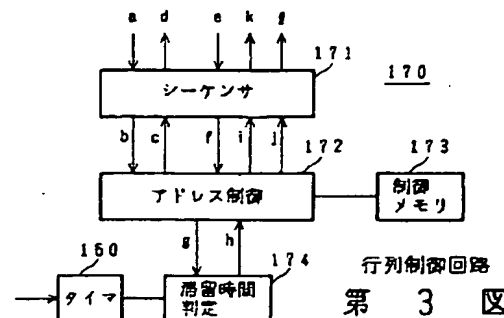 a d e k ℓ
171
170
シーケンサ
b c f i j
172
173
アドレス制御
制御
メモリ
g h
160
174
タイマ
滞留時間
判定
行列制御回路
第 3 図